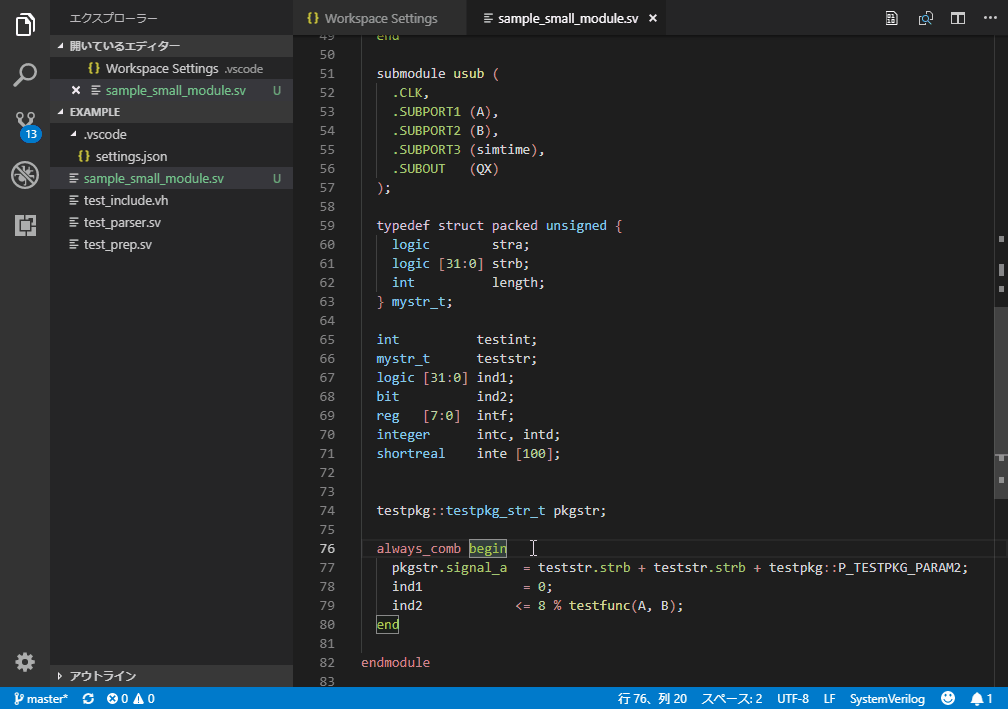 エクスプローラー
{} Workspace Settings
sample_small_module.sv ×
開いているエディター
{} Workspace Settings .vscode
× sample_small_module.sv U
EXAMPLE
.vscode
{} settings.json
sample_small_module.sv U
test_include.vh
test_parser.sv
test_prep.sv
13
アウトライン
49 end
50
51 submodule usub (
52 .CLK,
53 .SUBPORT1 (A),
54 .SUBPORT2 (B),
55 .SUBPORT3 (simtime),
56 .SUBOUT (QX)
57 );
58
59 typedef struct packed unsigned {
60 logic stra;
61 logic [31:0] strb;
62 int length;
63 } mystr_t;
64
65 int testint;
66 mystr_t teststr;
67 logic [31:0] ind1;
68 bit ind2;
69 reg [7:0] intf;
70 integer intc, intd;
71 shortreal inte [100];
72
73
74 testpkg::testpkg_str_t pkgstr;
75
76 always_comb begin
77 pkgstr.signal_a = teststr.strb + teststr.strb + testpkg::P_TESTPKG_PARAM2;
78 ind1 = 0;
79 ind2 <= 8 % testfunc(A, B);
80 end
81
82 endmodule
83
master* 0 0 行 76、列 20 スペース: 2 UTF-8 LF SystemVerilog 1